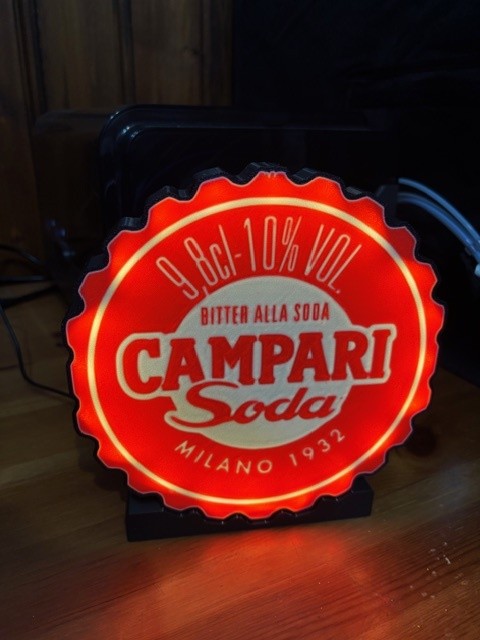 9,8cl-10% VOL.
BITTER ALLA SODA
CAMPARI
Soda
MILANO 1932